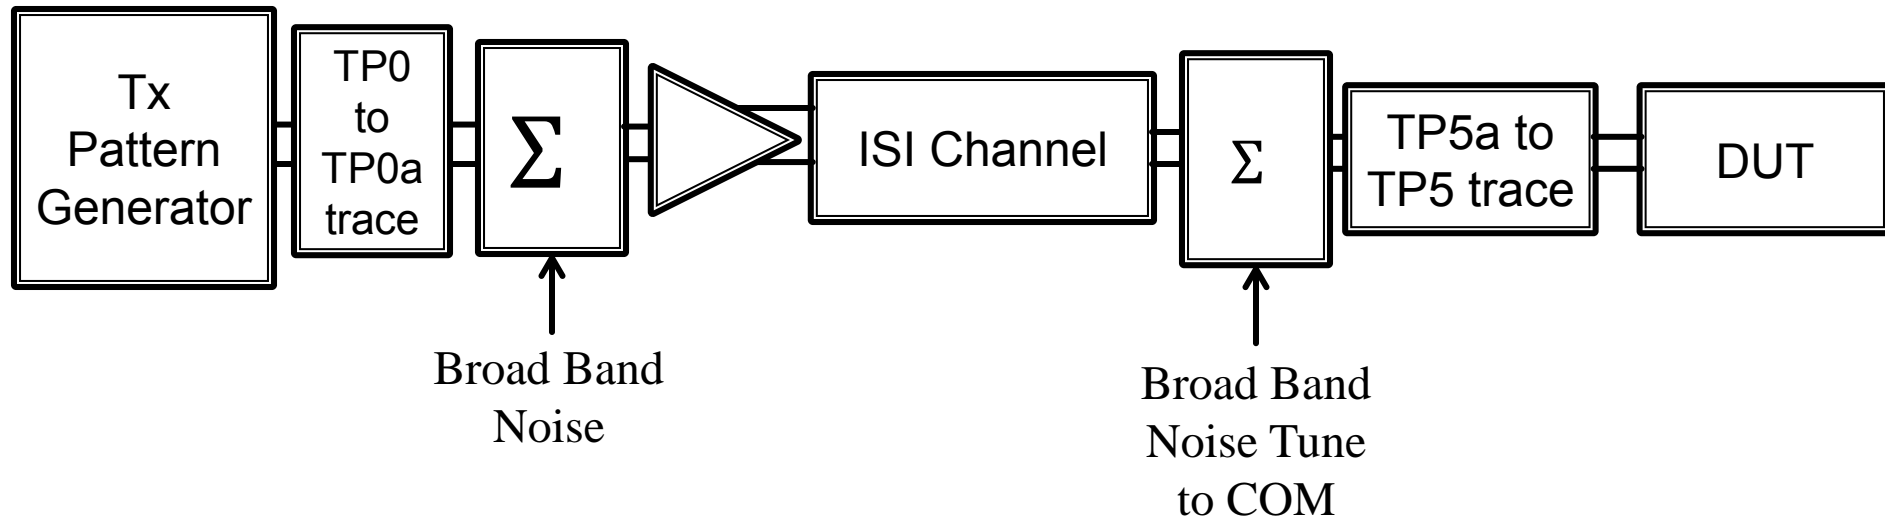 Tx
Pattern
Generator
TP0
to
TP0a
trace
Σ
ISI Channel
Σ
TP5a to
TP5 trace
DUT
Broad Band
Noise
Broad Band
Noise Tune
to COM